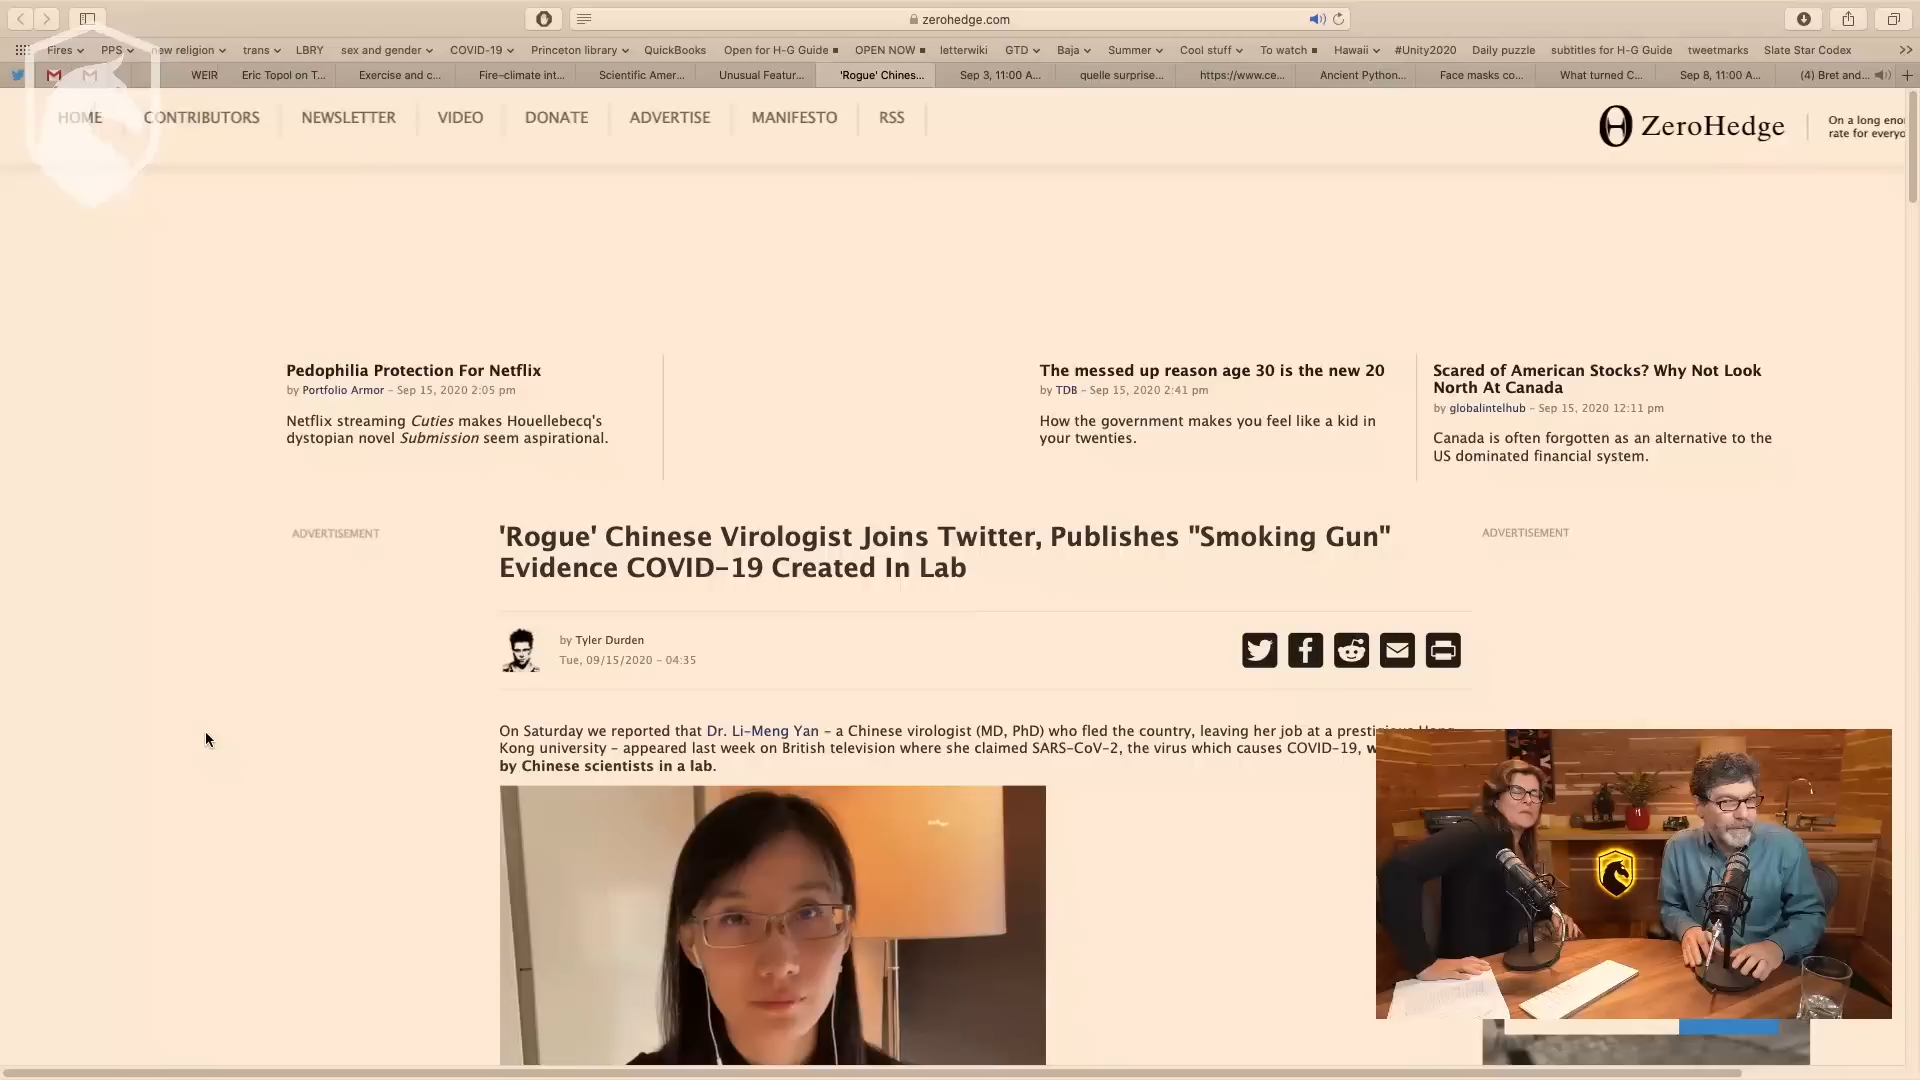 zerohedge.com
Fires PPS new religion trans LBRY sex and gender COVID-19 Princeton library QuickBooks Open for H-G Guide OPEN NOW letterwiki GTD Baja Summer Cool stuff To watch Hawaii #Unity2020 Daily puzzle subtitles for H-G Guide tweetmarks Slate Star Codex
WEIR Eric Topol on T... Exercise and c... Fire–climate int... Scientific Amer... Unusual Featur... 'Rogue' Chines... Sep 3, 11:00 A... quelle surprise... https://www.ce... Ancient Python... Face masks co... What turned C... Sep 8, 11:00 A... (4) Bret and...
HOME CONTRIBUTORS NEWSLETTER VIDEO DONATE ADVERTISE MANIFESTO RSS
ZeroHedge
On a long eno
rate for everyo
Pedophilia Protection For Netflix
by Portfolio Armor – Sep 15, 2020 2:05 pm
Netflix streaming Cuties makes Houellebecq's
dystopian novel Submission seem aspirational.
The messed up reason age 30 is the new 20
by TDB – Sep 15, 2020 2:41 pm
How the government makes you feel like a kid in
your twenties.
Scared of American Stocks? Why Not Look
North At Canada
by globalintelhub – Sep 15, 2020 12:11 pm
Canada is often forgotten as an alternative to the
US dominated financial system.
ADVERTISEMENT
'Rogue' Chinese Virologist Joins Twitter, Publishes "Smoking Gun"
Evidence COVID–19 Created In Lab
ADVERTISEMENT
by Tyler Durden
Tue, 09/15/2020 – 04:35
On Saturday we reported that Dr. Li–Meng Yan – a Chinese virologist (MD, PhD) who fled the country, leaving her job at a prestigious Hong
Kong university – appeared last week on British television where she claimed SARS–CoV–2, the virus which causes COVID–19, w
by Chinese scientists in a lab.